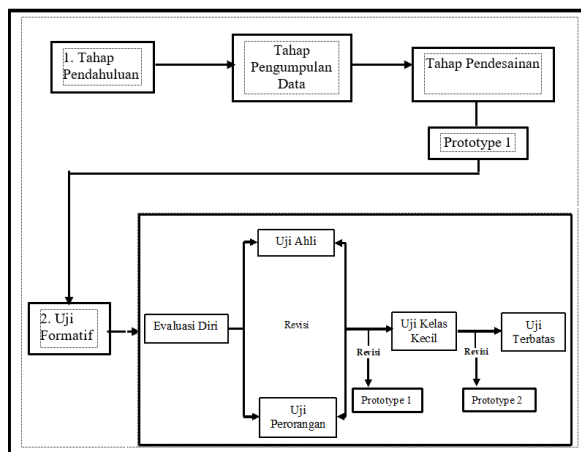 1. Tahap
Pendahuluan
Tahap
Pengumpulan
Data
Tahap Pendesainan
Prototype 1
2. Uji
Formatif
Evaluasi Diri
Uji Ahli
Revisi
Uji
Perorangan
Revisi
Prototype 1
Uji Kelas
Kecil
Revisi
Prototype 2
Uji
Terbatas